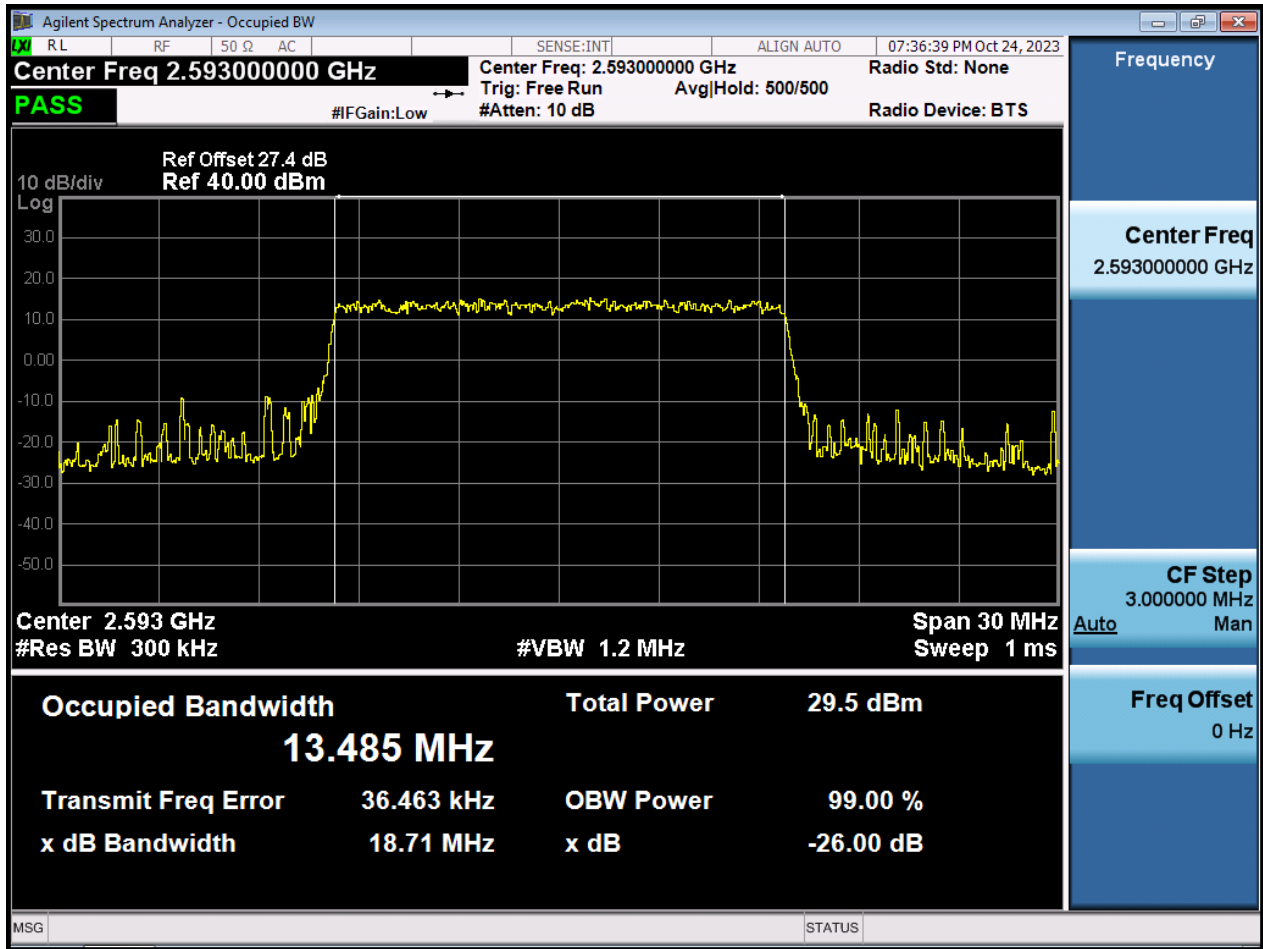 Agilent Spectrum Analyzer - Occupied BW
LXI RL RF 50 Ω AC SENSE:INT ALIGN AUTO 07:36:39 PM Oct 24, 2023
Center Freq 2.593000000 GHz
Center Freq: 2.593000000 GHz Radio Std: None
Trig: Free Run Avg|Hold: 500/500
PASS
#IFGain:Low #Atten: 10 dB Radio Device: BTS
Ref Offset 27.4 dB
10 dB/div Ref 40.00 dBm
Log
30.0
20.0
10.0
0.00
-10.0
-20.0
-30.0
-40.0
-50.0
Center 2.593 GHz Span 30 MHz
#Res BW 300 kHz #VBW 1.2 MHz Sweep 1 ms
Occupied Bandwidth Total Power 29.5 dBm
13.485 MHz
Transmit Freq Error 36.463 kHz OBW Power 99.00 %
x dB Bandwidth 18.71 MHz x dB -26.00 dB
MSG STATUS
Frequency
Center Freq
2.593000000 GHz
CF Step
3.000000 MHz
Auto Man
Freq Offset
0 Hz